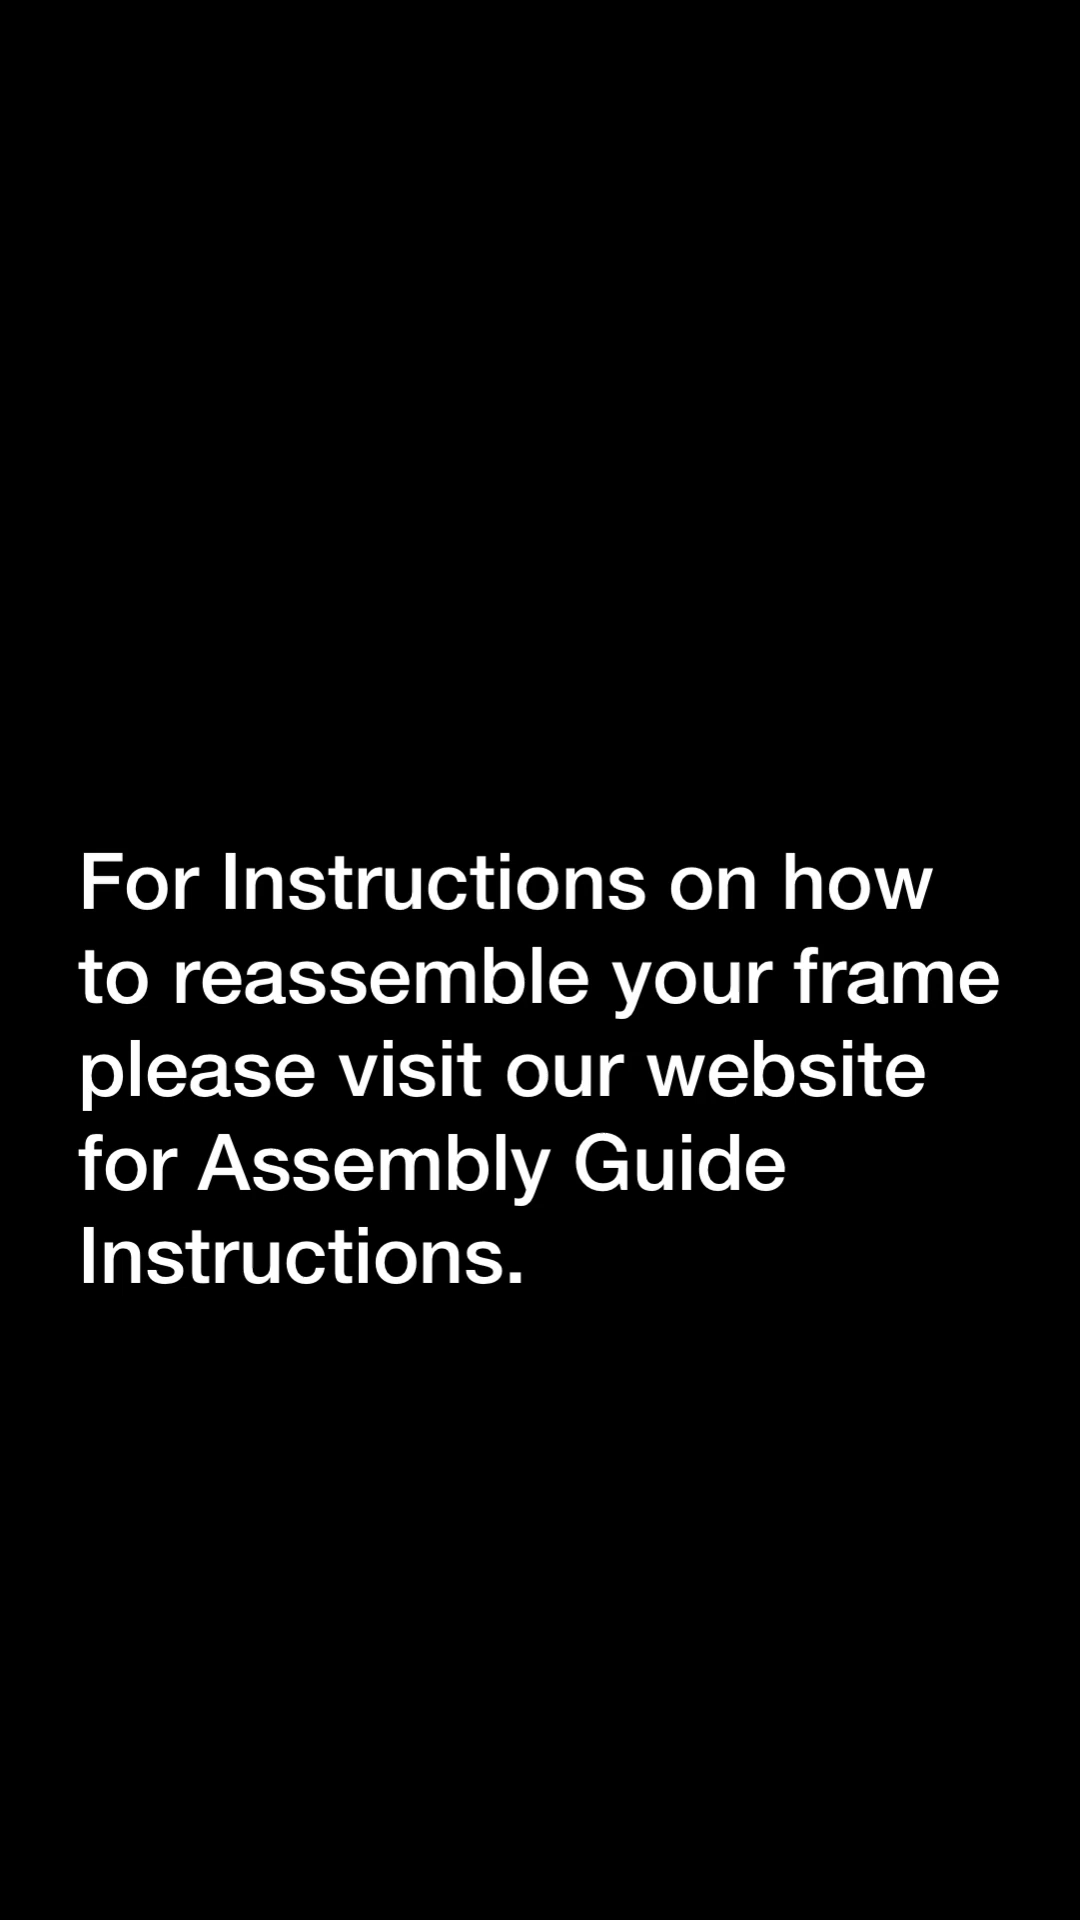 For Instructions on how
to reassemble your frame
please visit our website
for Assembly Guide
Instructions.